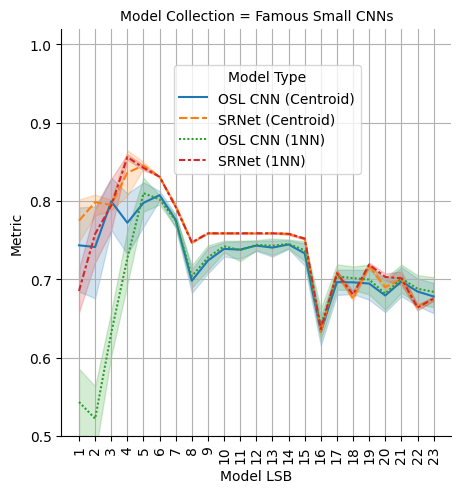 Model Collection = Famous Small CNNs
Model Type
OSL CNN (Centroid)
SRNet (Centroid)
OSL CNN (1NN)
SRNet (1NN)
Metric
1.0
0.9
0.8
0.7
0.6
0.5
1 2 3 4 5 6 7 8 9 10 11 12 13 14 15 16 17 18 19 20 21 22 23
Model LSB